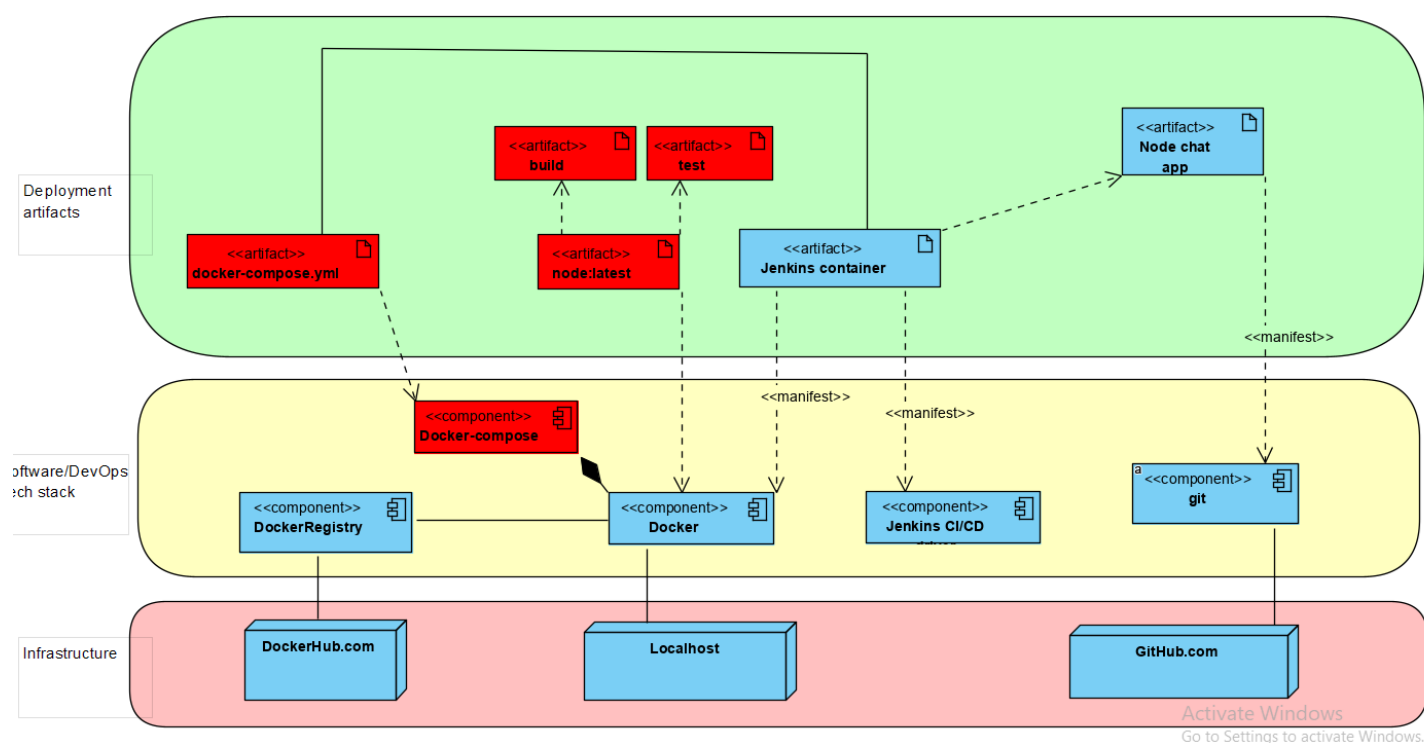 <<artifact>>
Node chat
app
<<artifact>>
build
<<artifact>>
test
Deployment
artifacts
<<artifact>>
docker-compose.yml
<<artifact>>
node:latest
<<artifact>>
Jenkins container
<<manifest>>
<<manifest>>
<<manifest>>
<<component>>
Docker-compose
oftware/DevOps
ech stack
<<component>>
DockerRegistry
<<component>>
Docker
<<component>>
Jenkins CI/CD
a
<<component>>
git
Infrastructure
DockerHub.com
Localhost
GitHub.com
Activate Windows
Go to Settings to activate Windows.